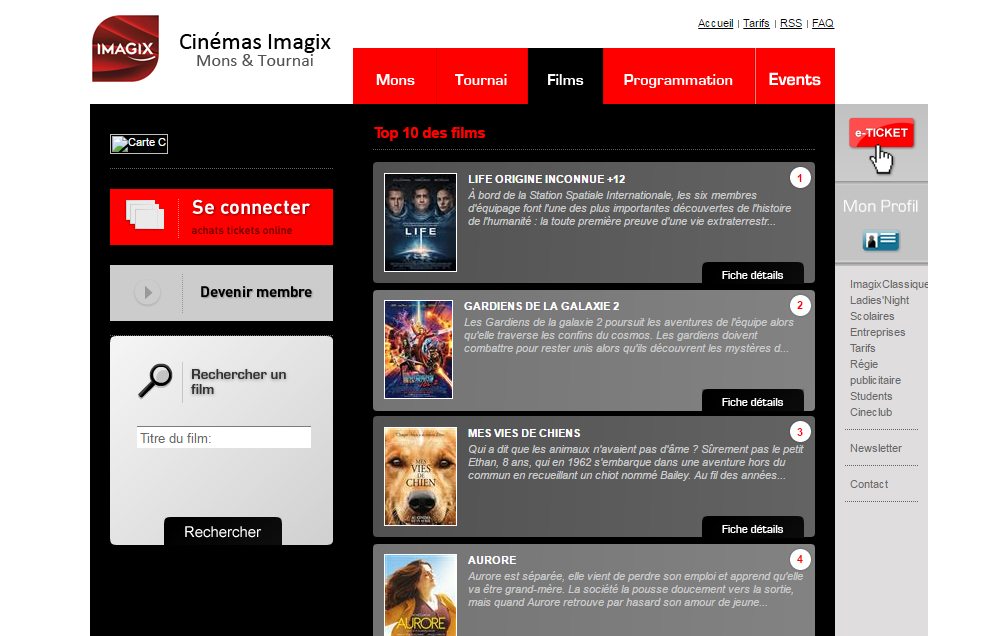 Accueil | Tarifs | RSS | FAQ
IMAGIX
Cinémas Imagix
Mons & Tournai
Mons
Tournai
Films
Programmation
Events
Carte C
Se connecter
achats tickets online
Devenir membre
Rechercher un
film
Titre du film:
Rechercher
Top 10 des films
LIFE
LIFE ORIGINE INCONNUE +12
1
À bord de la Station Spatiale Internationale, les six membres
d'équipage font l'une des plus importantes découvertes de l'histoire
de l'humanité : la toute première preuve d'une vie extraterrestr...
Fiche détails
GARDIENS DE LA GALAXIE 2
2
Les Gardiens de la galaxie 2 poursuit les aventures de l'équipe alors
qu'elle traverse les confins du cosmos. Les gardiens doivent
combattre pour rester unis alors qu'ils découvrent les mystères d...
Fiche détails
MES
VIES DE
CHIEN
MES VIES DE CHIENS
3
Qui a dit que les animaux n'avaient pas d'âme ? Sûrement pas le petit
Ethan, 8 ans, qui en 1962 s'embarque dans une aventure hors du
commun en recueillant un chiot nommé Bailey. Au fil des années...
Fiche détails
AURORE
AURORE
4
Aurore est séparée, elle vient de perdre son emploi et apprend qu'elle
va être grand-mère. La société la pousse doucement vers la sortie,
mais quand Aurore retrouve par hasard son amour de jeune...
e-TICKET
Mon Profil
ImagixClassique
Ladies'Night
Scolaires
Entreprises
Tarifs
Régie
publicitaire
Students
Cineclub
Newsletter
Contact